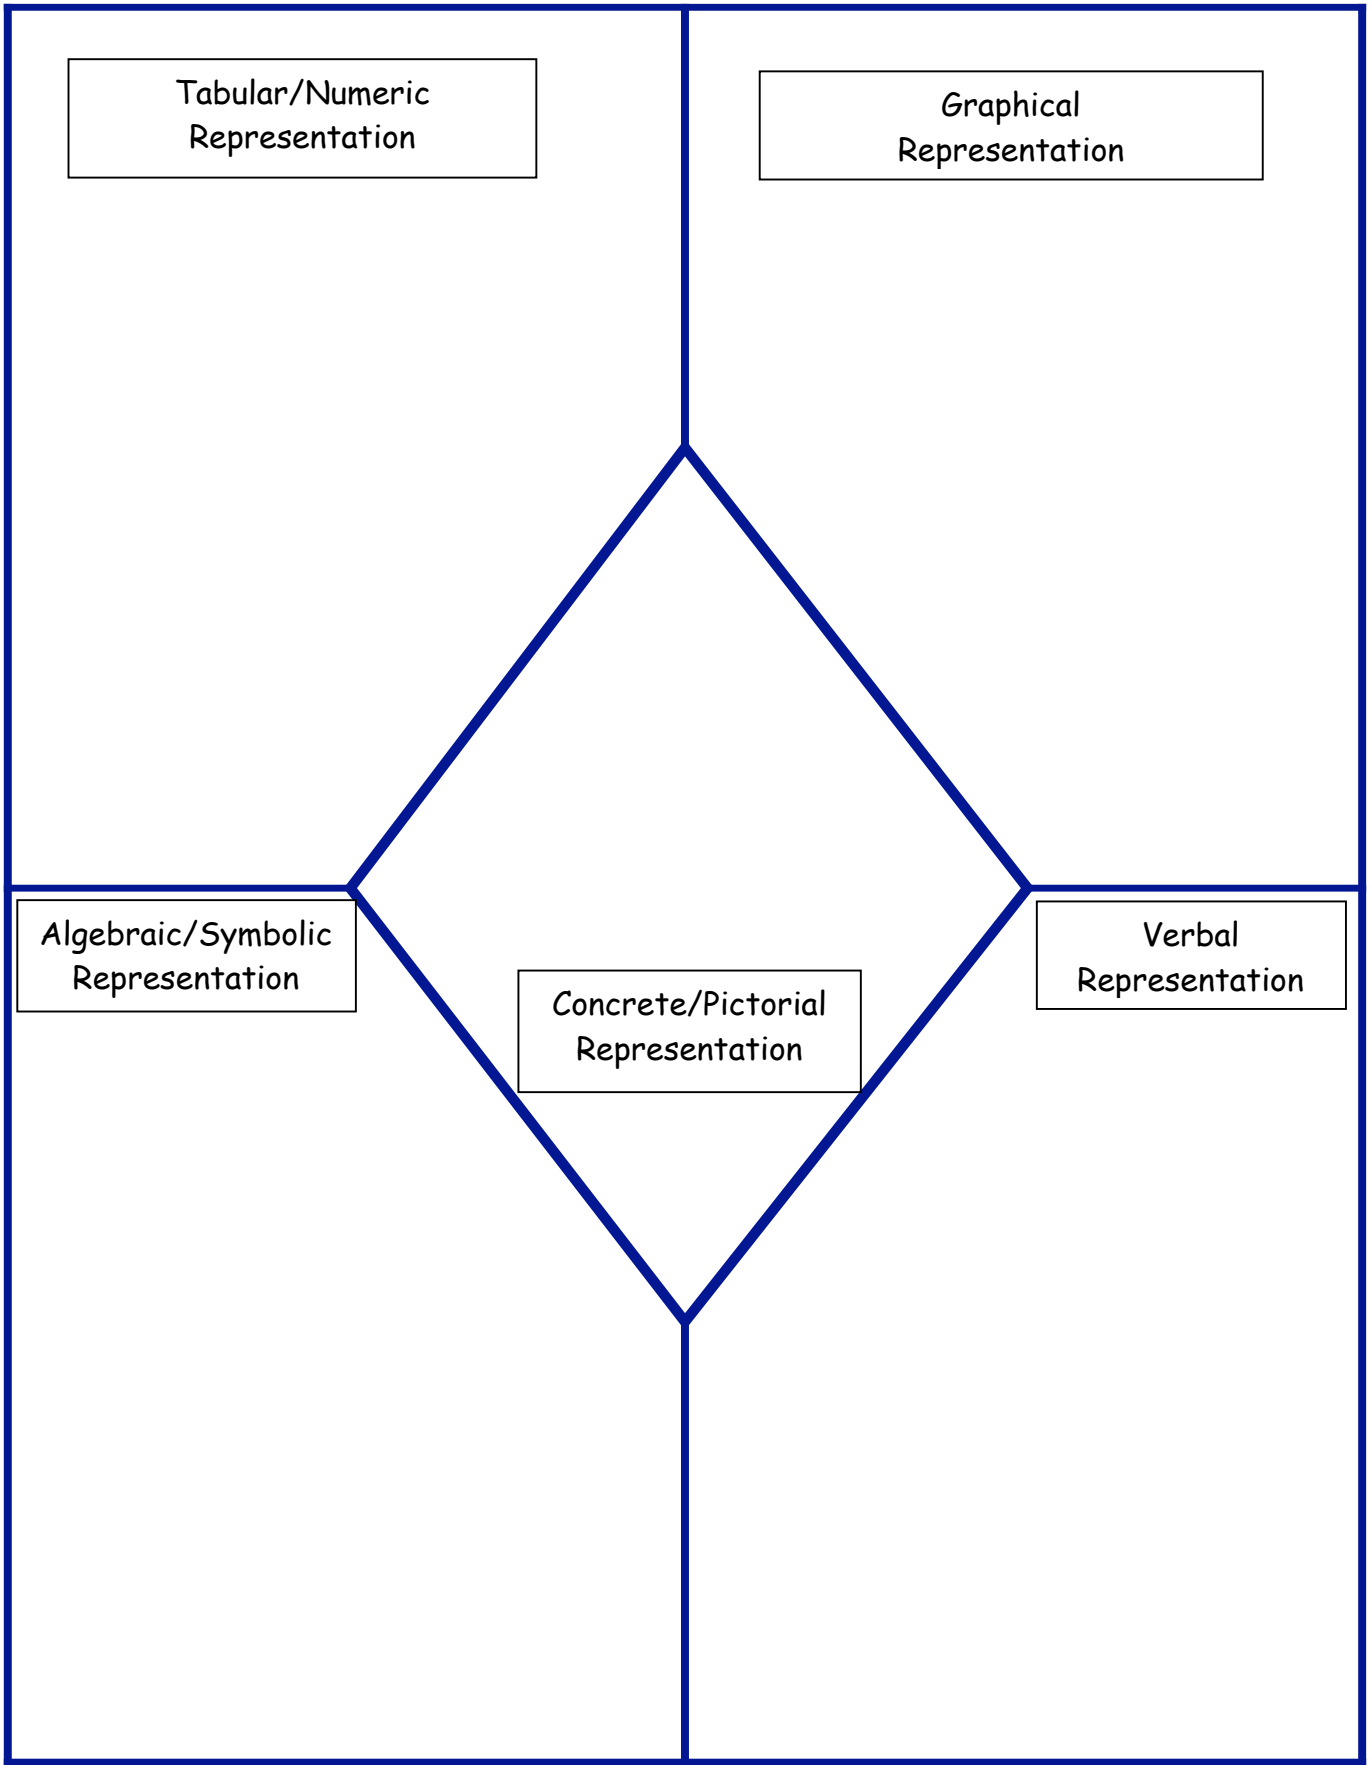 Tabular/Numeric
Representation
Graphical
Representation
Algebraic/Symbolic
Representation
Concrete/Pictorial
Representation
Verbal
Representation